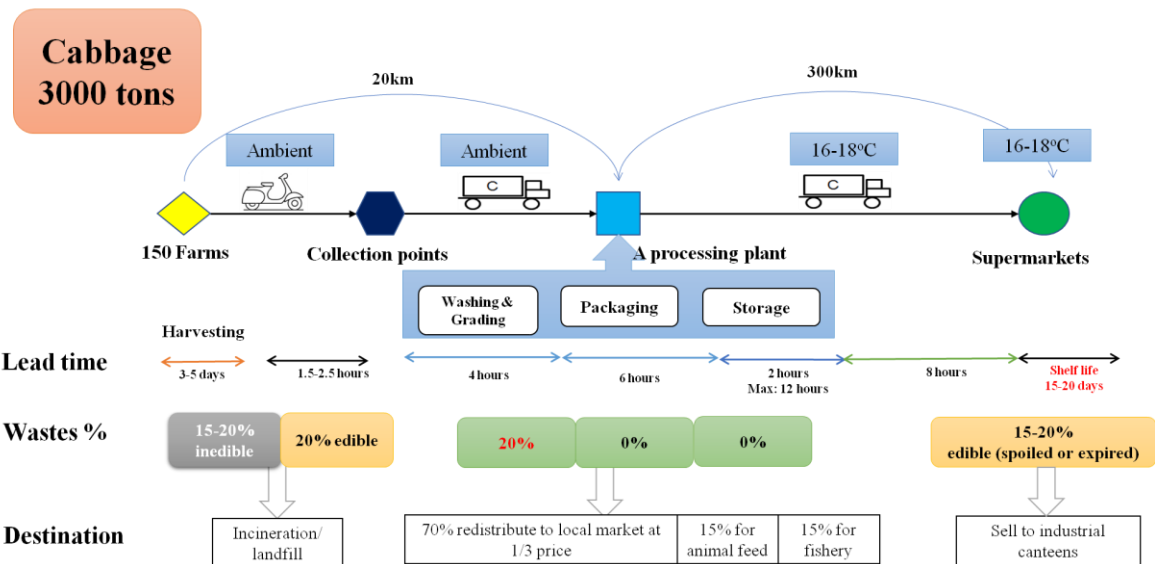 Cabbage
3000 tons
20km
300km
Ambient
Ambient
16-18°C
16-18°C
C
C
150 Farms
Collection points
A processing plant
Supermarkets
Washing &
Grading
Packaging
Storage
Harvesting
Lead time
3-5 days
1.5-2.5 hours
4 hours
6 hours
2 hours
Max: 12 hours
8 hours
Shelf life
15-20 days
Wastes %
15-20%
inedible
20% edible
20%
0%
0%
15-20%
edible (spoiled or expired)
Destination
Incineration/
landfill
70% redistribute to local market at
1/3 price
15% for
animal feed
15% for
fishery
Sell to industrial
canteens